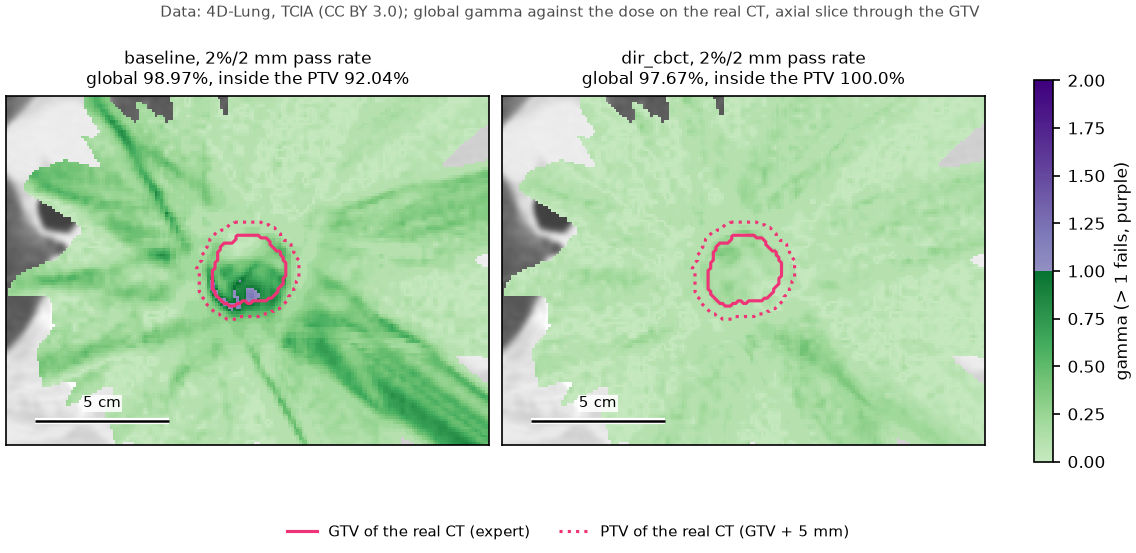 Data: 4D-Lung, TCIA (CC BY 3.0); global gamma against the dose on the real CT, axial slice through the GTV
baseline, 2%/2 mm pass rate
global 98.97%, inside the PTV 92.04%
dir_cbct, 2%/2 mm pass rate
global 97.67%, inside the PTV 100.0%
5 cm
5 cm
2.00
1.75
1.50
1.25
1.00
0.75
0.50
0.25
0.00
gamma (> 1 fails, purple)
GTV of the real CT (expert)
PTV of the real CT (GTV + 5 mm)